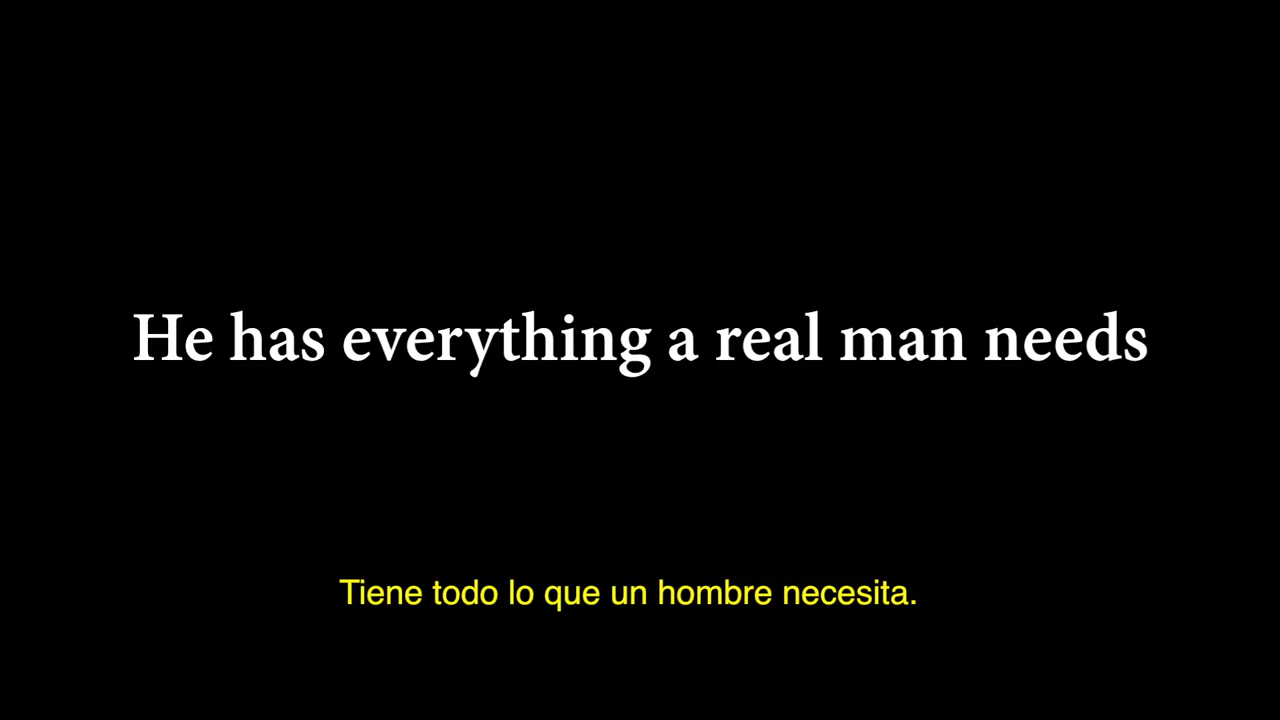 He has everything a real man needs
Tiene todo lo que un hombre necesita.